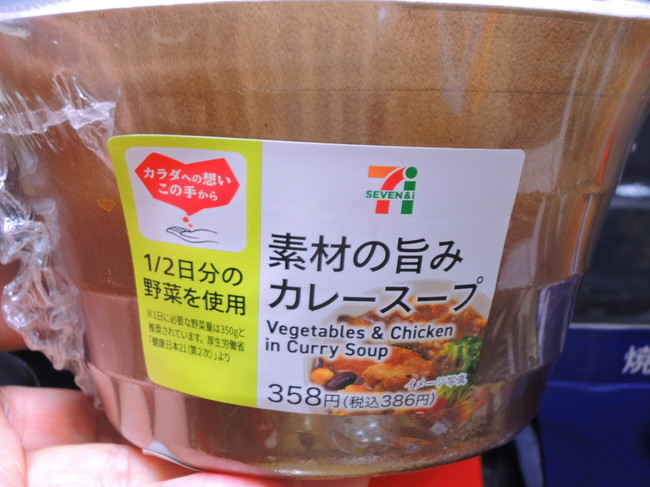 カラダへの想い
この手から
1/2日分の
野菜を使用
※1日に必要な野菜量は350gと
推奨されています。厚生労働省
「健康日本21(第2次)」より
7i
SEVEN&i
素材の旨み
カレースープ
Vegetables & Chicken
in Curry Soup
イメージ写真
358円(税込386円)
焼